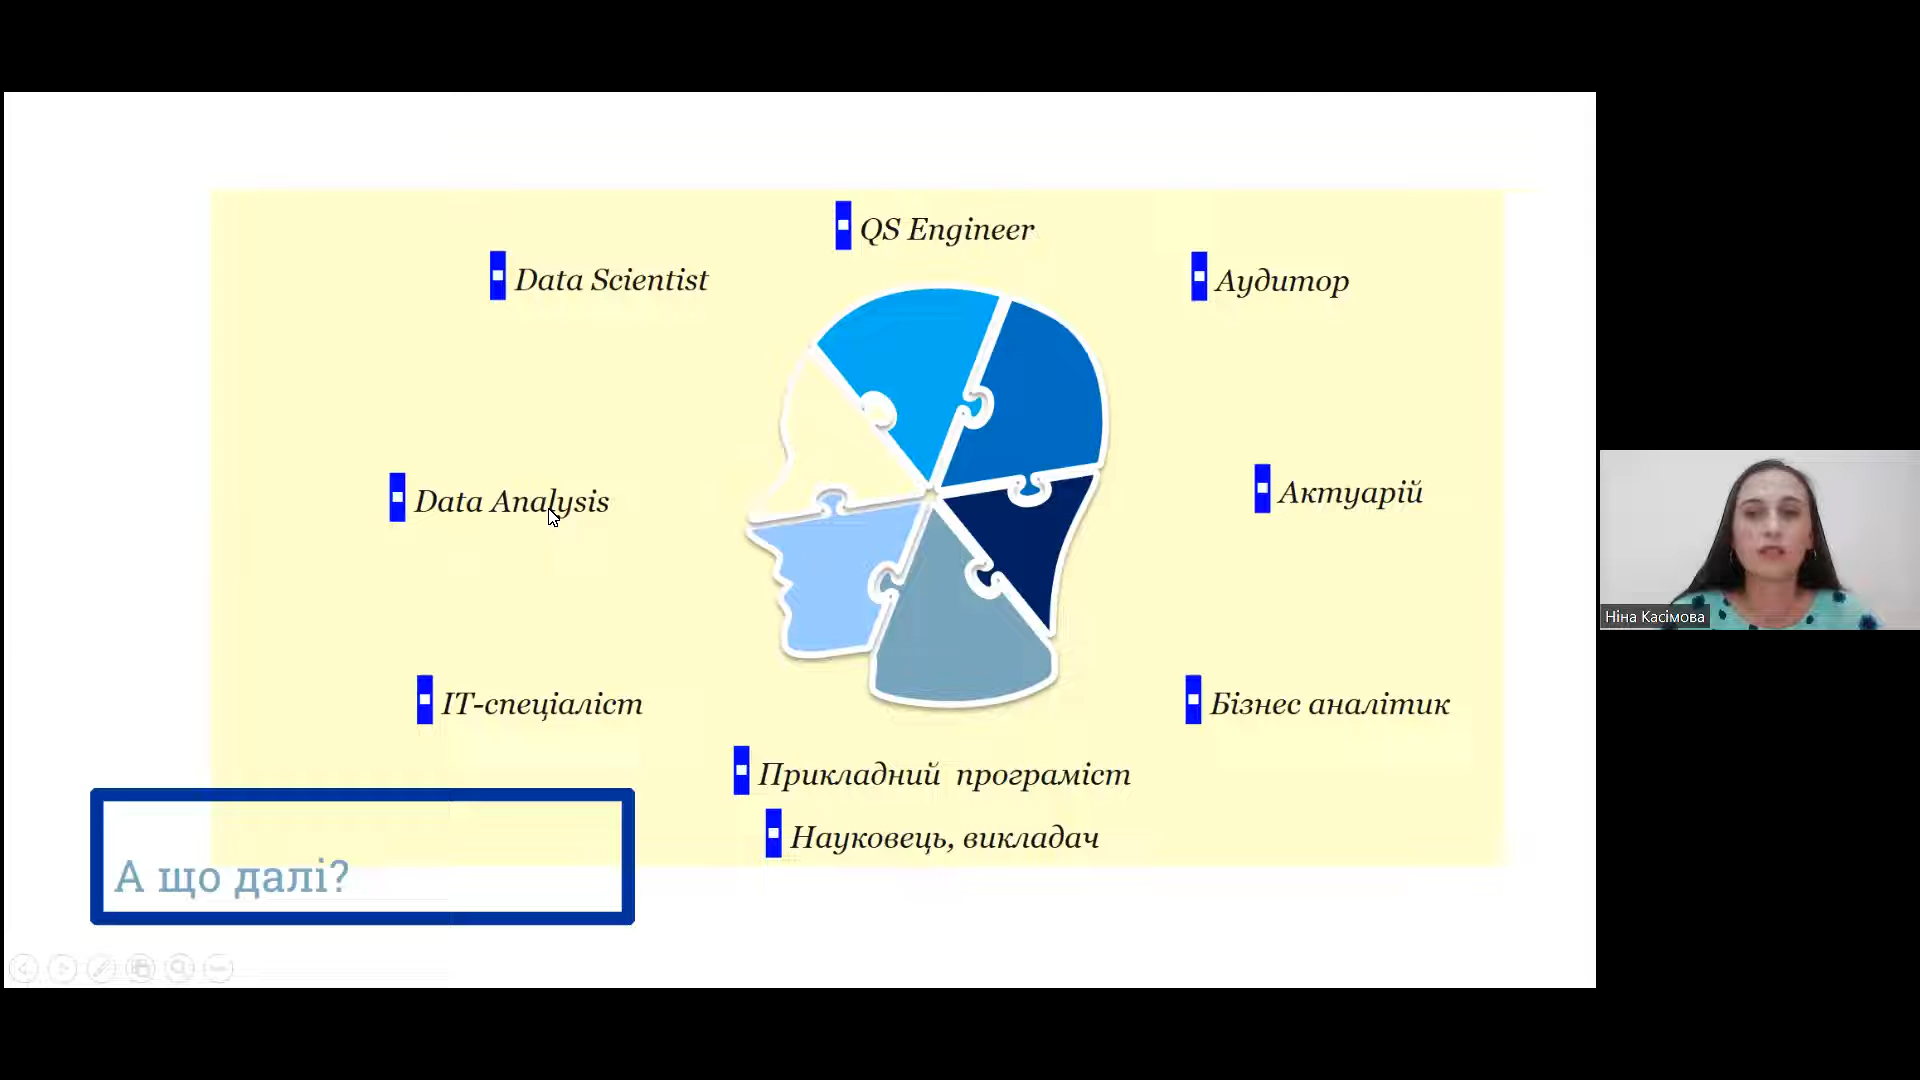 QS Engineer
Data Scientist
Аудитор
Data Analysis
Актуарій
ІТ-спеціаліст
Бізнес аналітик
Прикладний програміст
Науковець, викладач
А що далі?
Ніна Касімова